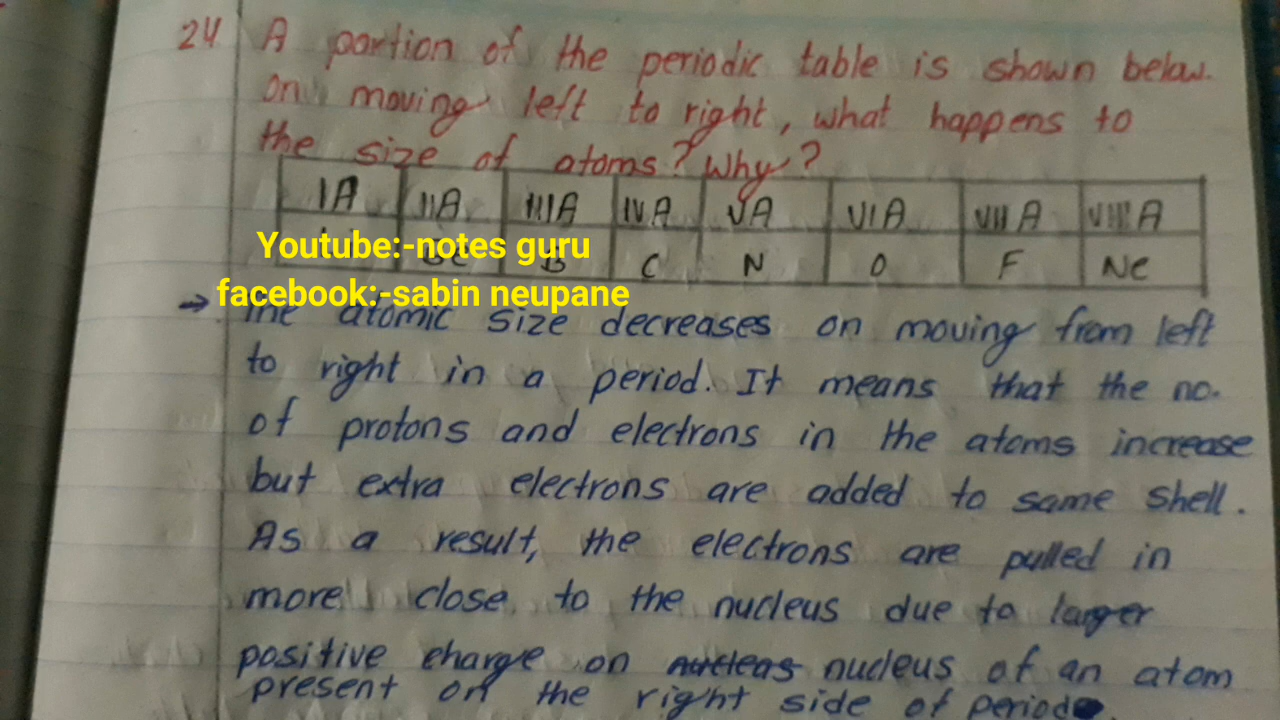 24 A portion of the periodic table is shown below.
on moving left to right, what happens to
the size of atoms? Why?
IA IIA IIIA IVA VA VIA VIIA VIIIA
Youtube:-notes guru
B C N O F Ne
facebook:-sabin neupane
→ The atomic size decreases on moving from left
to right in a period. It means that the no.
of protons and electrons in the atoms increase
but extra electrons are added to same shell.
As a result, the electrons are pulled in
more close to the nucleus due to larger
positive charge on nucleus of an atom
present on the right side of period.